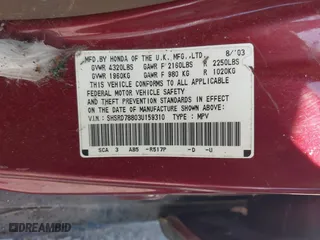 MFD. BY HONDA OF THE U.K. MFG., LTD. 8/'03
GVWR 4320LBS GAWR F 2160LBS R 2250LBS
GVWR 1960KG GAWR F 980 KG R 1020KG
THIS VEHICLE CONFORMS TO ALL APPLICABLE
FEDERAL MOTOR VEHICLE SAFETY AND THEFT
PREVENTION STANDARDS IN EFFECT
ON THE DATE OF MANUFACTURE SHOWN ABOVE.
V.I.N.: SHSRD78803U159310 TYPE: MPV
SCA 3 ABS -R517P -D -U
DREAMBID